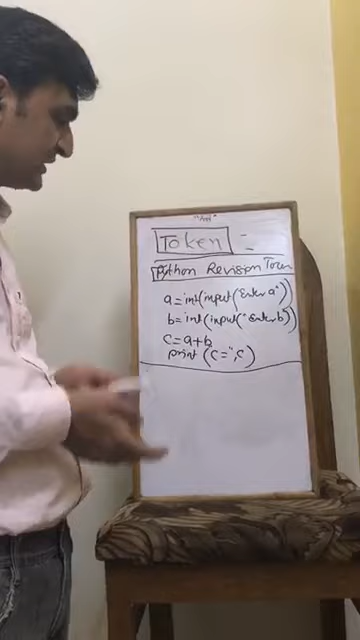 Token
Python Revision Token
a=int(input("Enter a"))
b=int(input("Enter b))
c=a+b
print (c=",c)